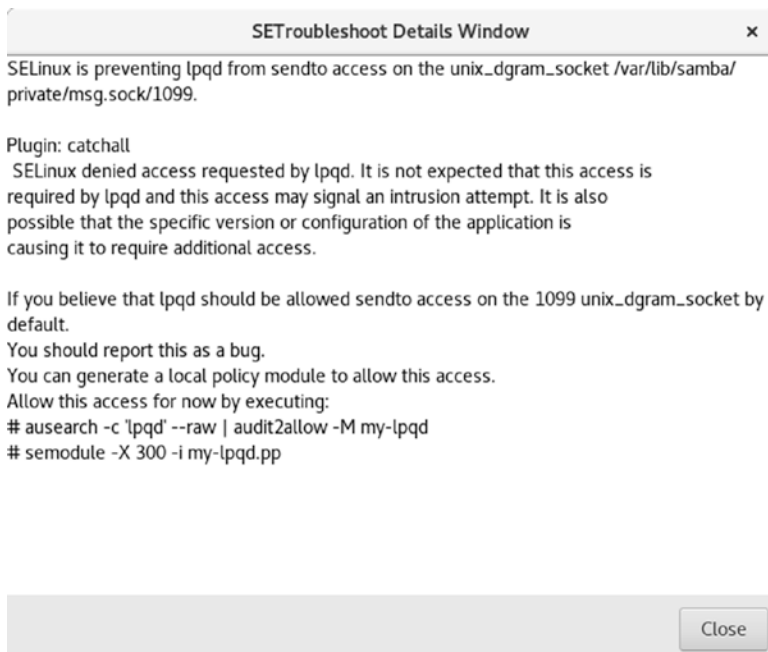 SETroubleshoot Details Window
×
SELinux is preventing lpqd from sendto access on the unix_dgram_socket /var/lib/samba/
private/msg.sock/1099.
Plugin: catchall
SELinux denied access requested by lpqd. It is not expected that this access is
required by lpqd and this access may signal an intrusion attempt. It is also
possible that the specific version or configuration of the application is
causing it to require additional access.
If you believe that lpqd should be allowed sendto access on the 1099 unix_dgram_socket by
default.
You should report this as a bug.
You can generate a local policy module to allow this access.
Allow this access for now by executing:
# ausearch -c 'lpqd' --raw | audit2allow -M my-lpqd
# semodule -X 300 -i my-lpqd.pp
Close